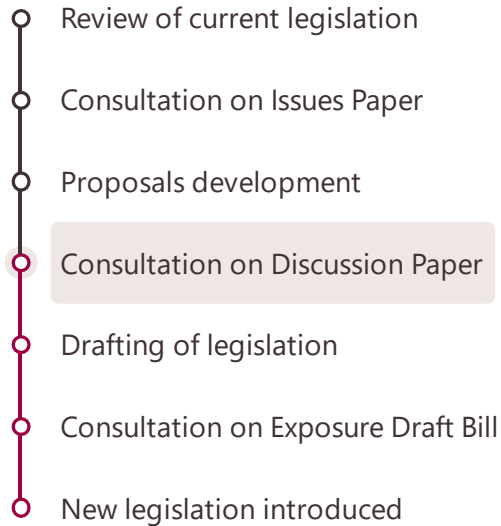 Review of current legislation
Consultation on Issues Paper
Proposals development
Consultation on Discussion Paper
Drafting of legislation
Consultation on Exposure Draft Bill
New legislation introduced